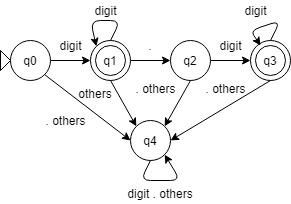 digit
digit
digit
.
digit
q0
q1
q2
q3
others
. others
. others
. others
q4
digit . others